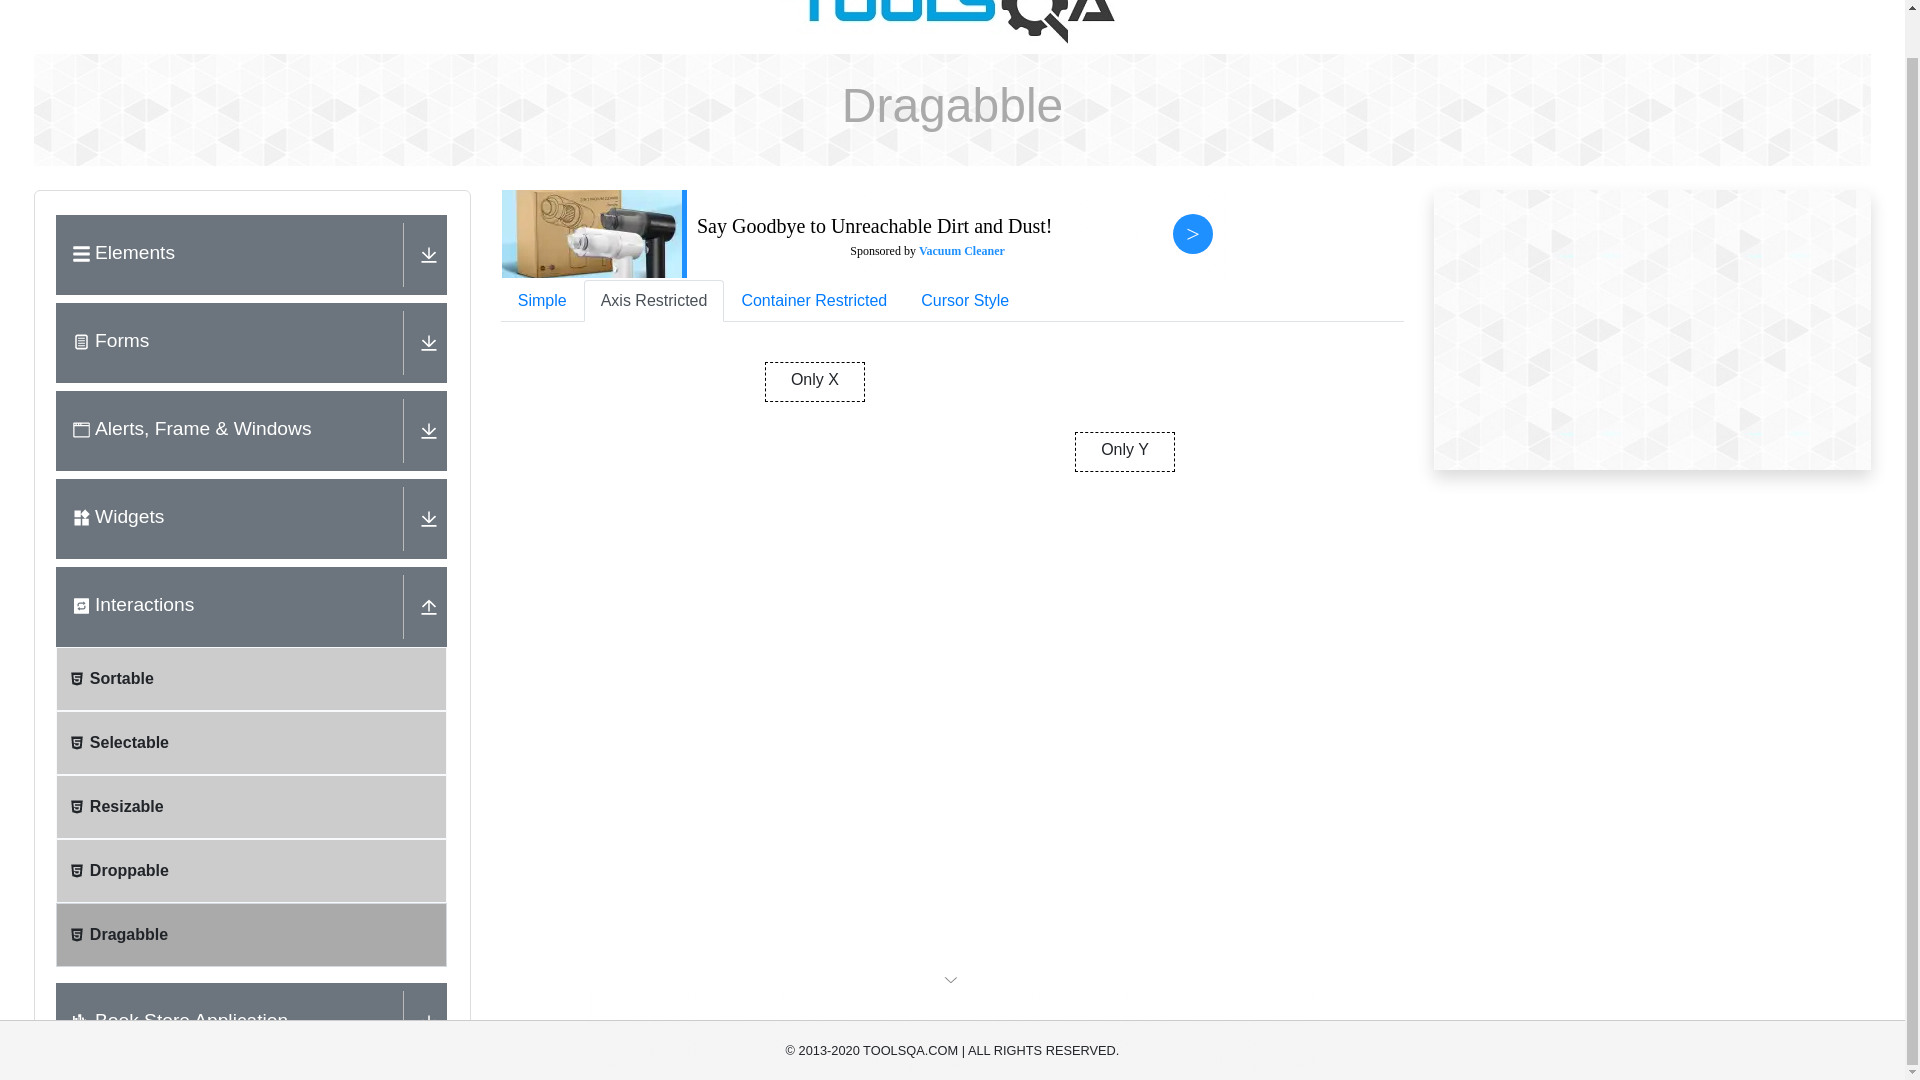 TOOLSQA
Dragabble
Elements
Forms
Alerts, Frame & Windows
Widgets
Interactions
Sortable
Selectable
Resizable
Droppable
Dragabble
Book Store Application
Say Goodbye to Unreachable Dirt and Dust!
Sponsored by Vacuum Cleaner
>
Simple Axis Restricted Container Restricted Cursor Style
Only X
Only Y
© 2013-2020 TOOLSQA.COM | ALL RIGHTS RESERVED.